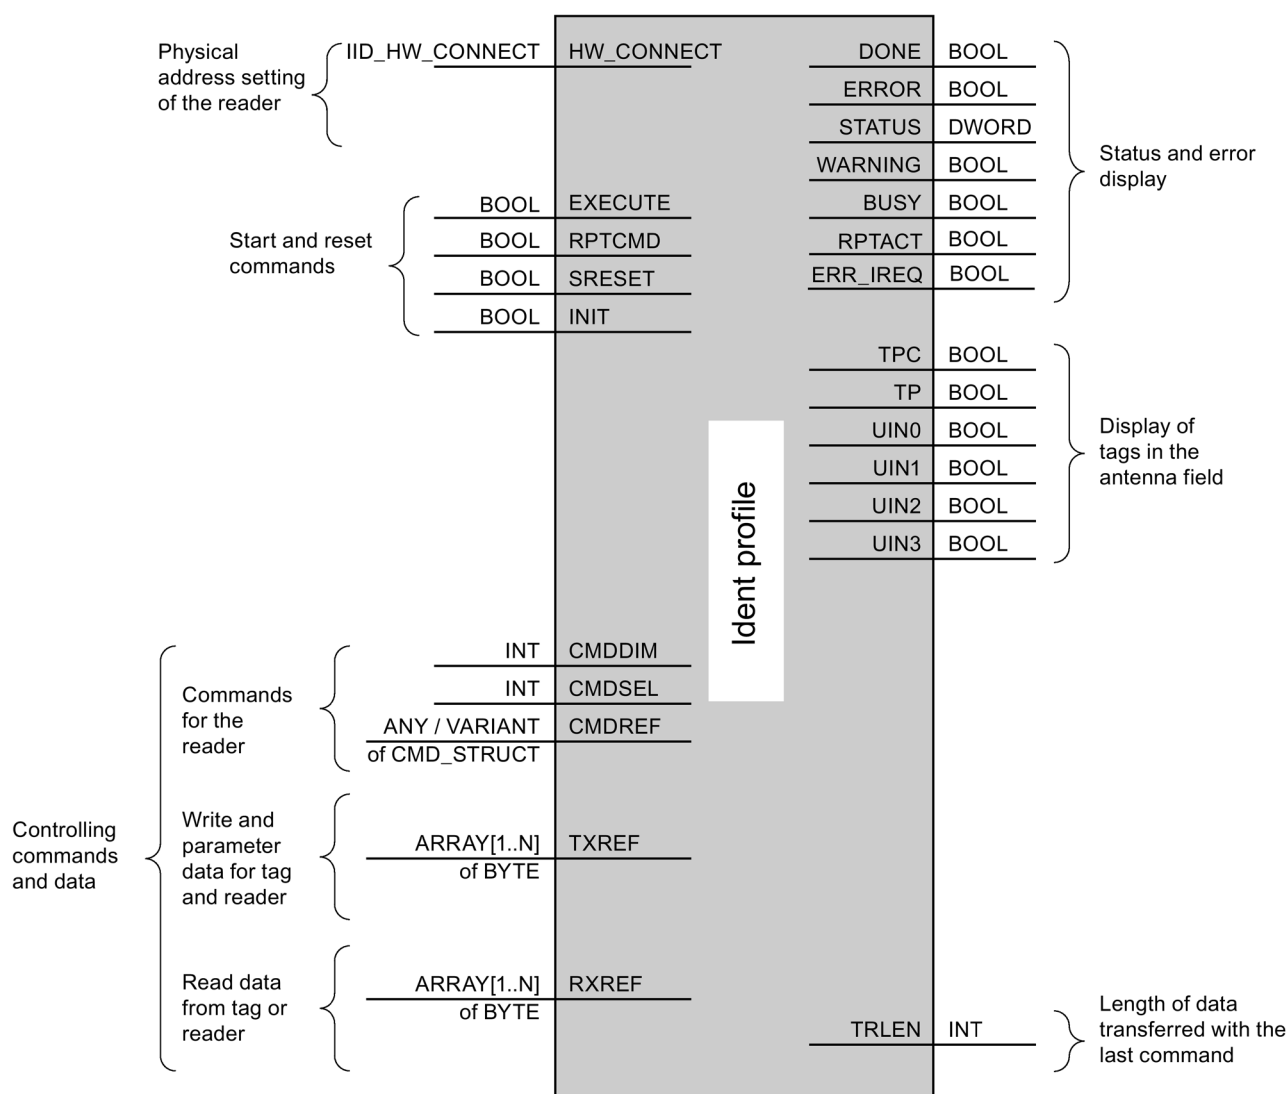 Physical
address setting
of the reader
IID_HW_CONNECT HW_CONNECT
Start and reset
commands
BOOL EXECUTE
BOOL RPTCMD
BOOL SRESET
BOOL INIT
DONE BOOL
ERROR BOOL
STATUS DWORD
WARNING BOOL
BUSY BOOL
RPTACT BOOL
ERR_IREQ BOOL
Status and error
display
TPC BOOL
TP BOOL
UIN0 BOOL
UIN1 BOOL
UIN2 BOOL
UIN3 BOOL
Display of
tags in the
antenna field
Ident profile
Controlling
commands
and data
Commands
for the
reader
INT CMDDIM
INT CMDSEL
ANY / VARIANT CMDREF
of CMD_STRUCT
Write and
parameter
data for tag
and reader
ARRAY[1..N] TXREF
of BYTE
Read data
from tag or
reader
ARRAY[1..N] RXREF
of BYTE
TRLEN INT
Length of data
transferred with the
last command